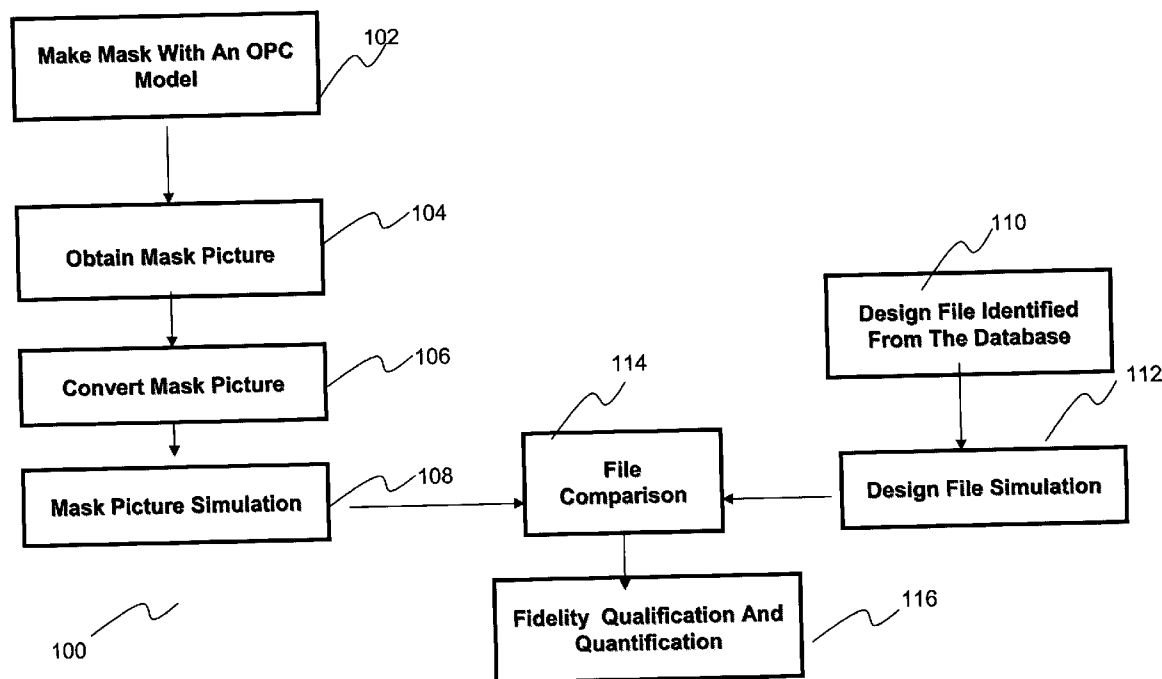 Make Mask With An OPC
Model
102
Obtain Mask Picture
104
Convert Mask Picture
106
Mask Picture Simulation
108
Design File Identified
From The Database
110
Design File Simulation
112
File
Comparison
114
Fidelity Qualification And
Quantification
116
100